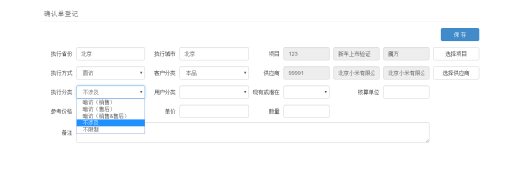 确认单登记
保 存
执行省份 北京 执行城市 北京 项目 123 新车上市验证 阔方 选择项目
执行方式 面访 客户分类 本品 供应商 99991 北京小米有限公 北京小米有限公 选择供应商
执行分类 不涉及 用户分类 现有或潜在 核算单位
暗访（销售）
暗访（售后）
暗访（销售&售后）
不涉及
不限制
参考价格 单价 数量
备注